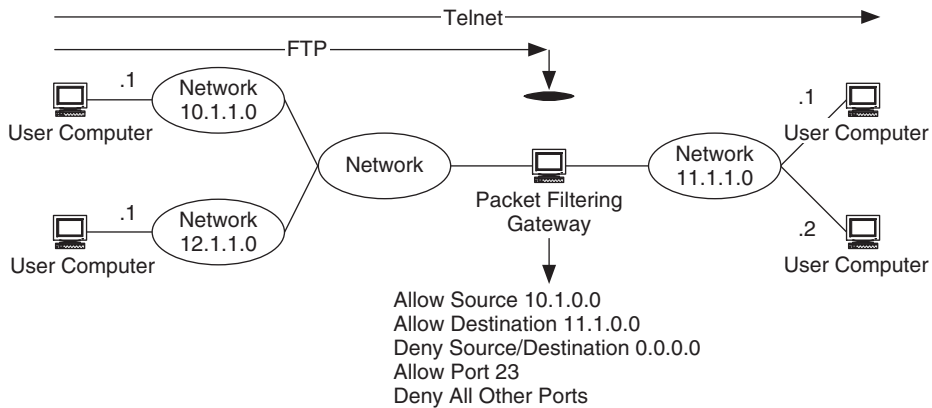 Telnet
FTP
.1
Network
10.1.1.0
User Computer
.1
User Computer
Network
Packet Filtering
Gateway
Network
11.1.1.0
.1
Network
12.1.1.0
User Computer
.2
User Computer
Allow Source 10.1.0.0
Allow Destination 11.1.0.0
Deny Source/Destination 0.0.0.0
Allow Port 23
Deny All Other Ports